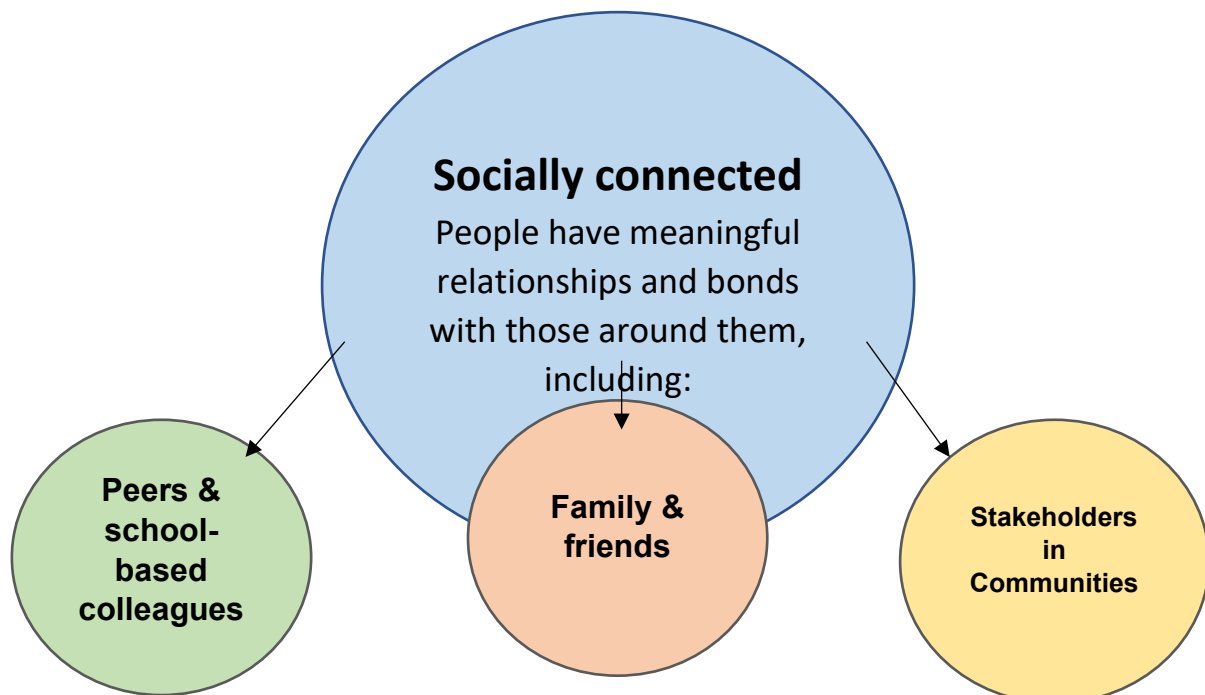 Socially connected
People have meaningful
relationships and bonds
with those around them,
including:
Peers &
school-
based
colleagues
Family &
friends
Stakeholders
in
Communities